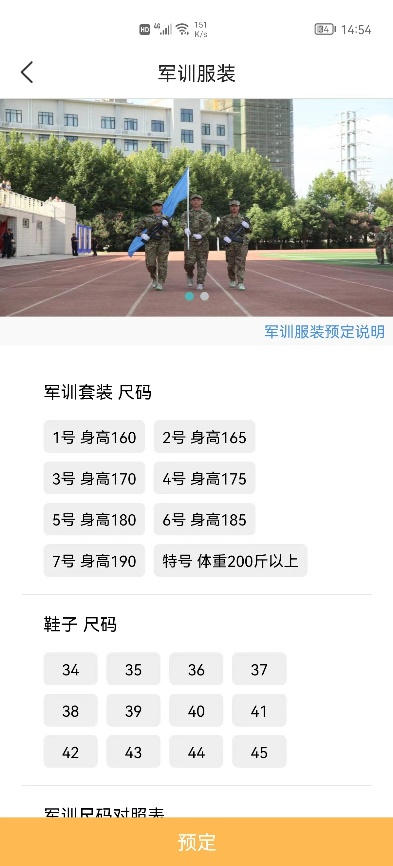 HD 4G 151 K/s 84 14:54
军训服装
军训服装预定说明
军训套装 尺码
1号 身高160 2号 身高165
3号 身高170 4号 身高175
5号 身高180 6号 身高185
7号 身高190 特号 体重200斤以上
鞋子 尺码
34 35 36 37
38 39 40 41
42 43 44 45
军训尺码对照表
预定